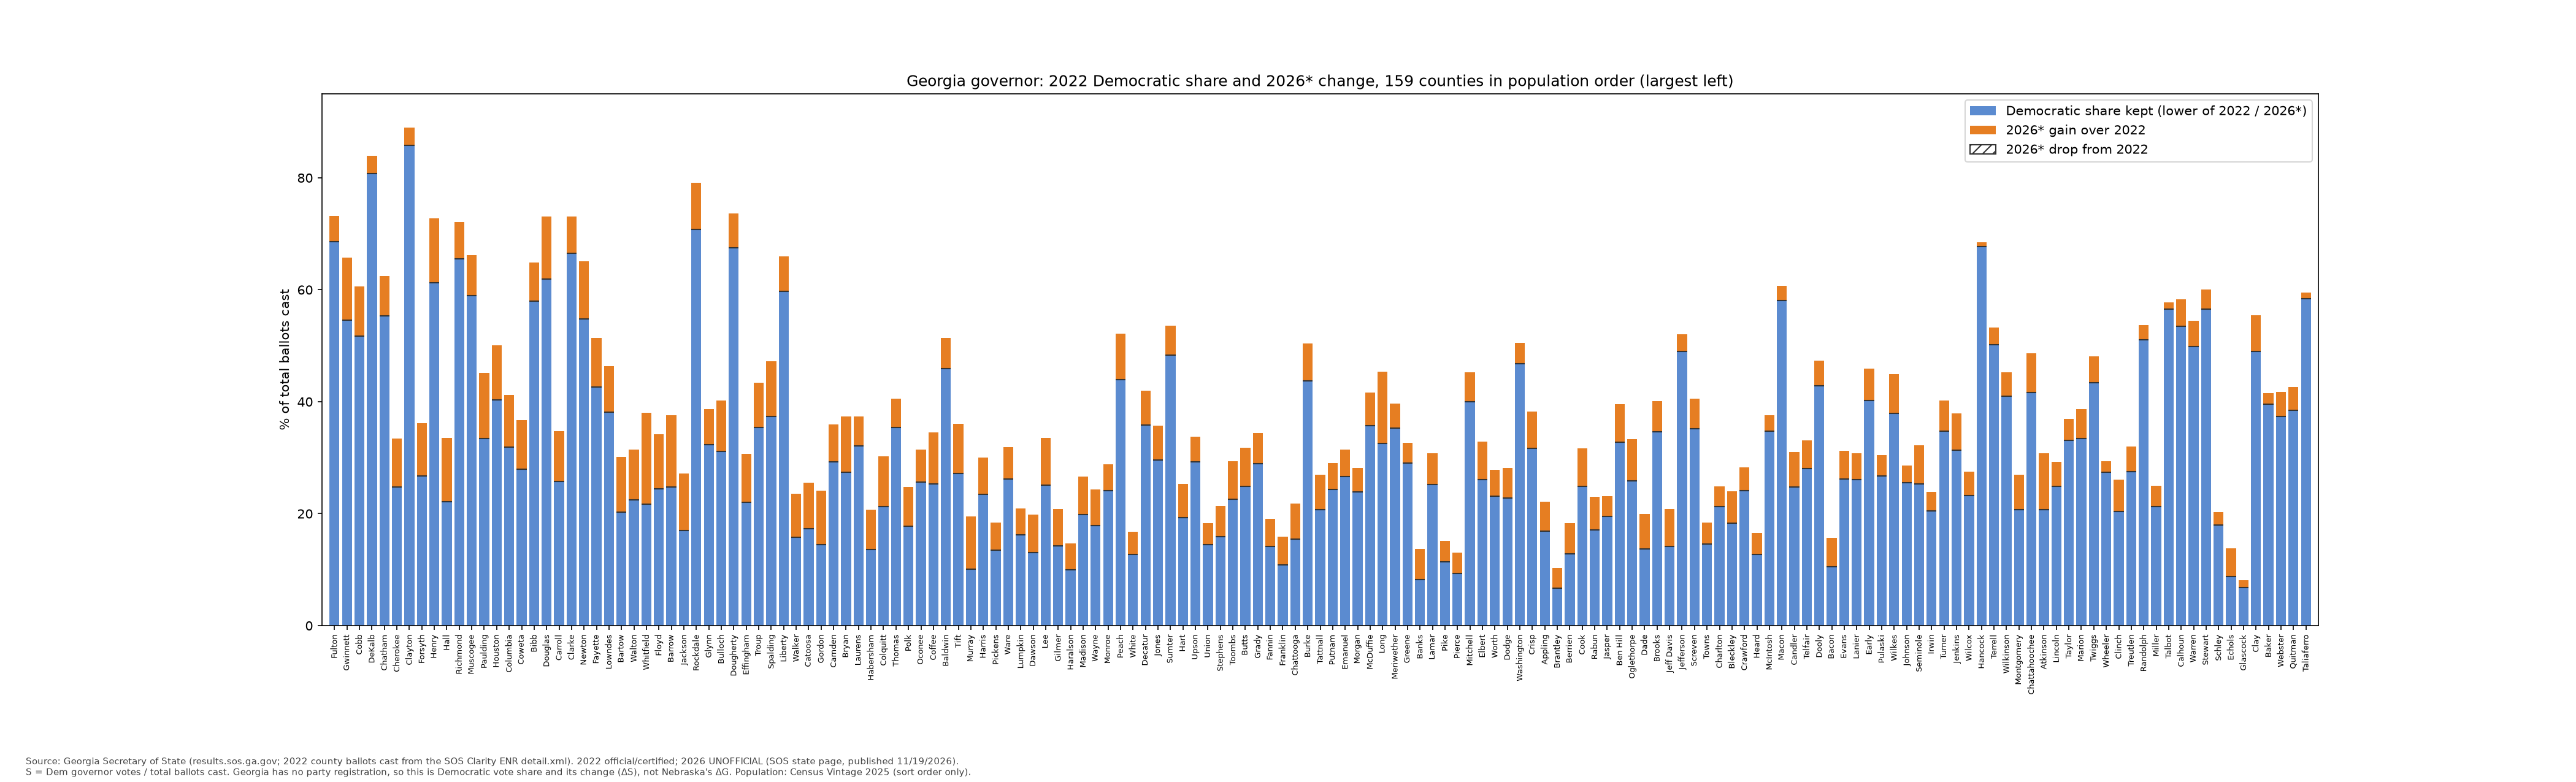 Georgia governor: 2022 Democratic share and 2026* change, 159 counties in population order (largest left)
Democratic share kept (lower of 2022 / 2026*)
2026* gain over 2022
2026* drop from 2022
% of total ballots cast
80
60
40
20
0
Fulton
Gwinnett
Cobb
DeKalb
Chatham
Cherokee
Clayton
Forsyth
Henry
Hall
Richmond
Muscogee
Paulding
Houston
Columbia
Coweta
Bibb
Douglas
Carroll
Clarke
Newton
Fayette
Lowndes
Bartow
Walton
Whitfield
Floyd
Barrow
Jackson
Rockdale
Glynn
Bulloch
Dougherty
Effingham
Troup
Spalding
Liberty
Walker
Catoosa
Gordon
Camden
Bryan
Laurens
Habersham
Colquitt
Thomas
Polk
Oconee
Coffee
Baldwin
Tift
Murray
Harris
Pickens
Ware
Lumpkin
Dawson
Lee
Gilmer
Haralson
Madison
Wayne
Monroe
Peach
White
Decatur
Jones
Sumter
Hart
Upson
Union
Stephens
Toombs
Butts
Grady
Fannin
Franklin
Chattooga
Burke
Tattnall
Putnam
Emanuel
Morgan
McDuffie
Long
Meriwether
Greene
Banks
Lamar
Pike
Pierce
Mitchell
Elbert
Worth
Dodge
Washington
Crisp
Appling
Brantley
Berrien
Cook
Rabun
Jasper
Ben Hill
Oglethorpe
Dade
Jeff Davis
Brooks
Jefferson
Screven
Towns
Charlton
Bleckley
Crawford
Heard
McIntosh
Macon
Candler
Telfair
Dooly
Bacon
Evans
Lanier
Early
Pulaski
Wilkes
Johnson
Seminole
Irwin
Turner
Jenkins
Wilcox
Hancock
Terrell
Wilkinson
Montgomery
Chattahoochee
Atkinson
Lincoln
Taylor
Marion
Twiggs
Wheeler
Clinch
Treutlen
Randolph
Miller
Talbot
Calhoun
Warren
Stewart
Schley
Echols
Glascock
Clay
Baker
Webster
Quitman
Taliaferro
Source: Georgia Secretary of State (results.sos.ga.gov; 2022 county ballots cast from the SOS Clarity ENR detail.xml). 2022 official/certified; 2026 UNOFFICIAL (SOS state page, published 11/19/2026).
S = Dem governor votes / total ballots cast. Georgia has no party registration, so this is Democratic vote share and its change (ΔS), not Nebraska's ΔG. Population: Census Vintage 2025 (sort order only).